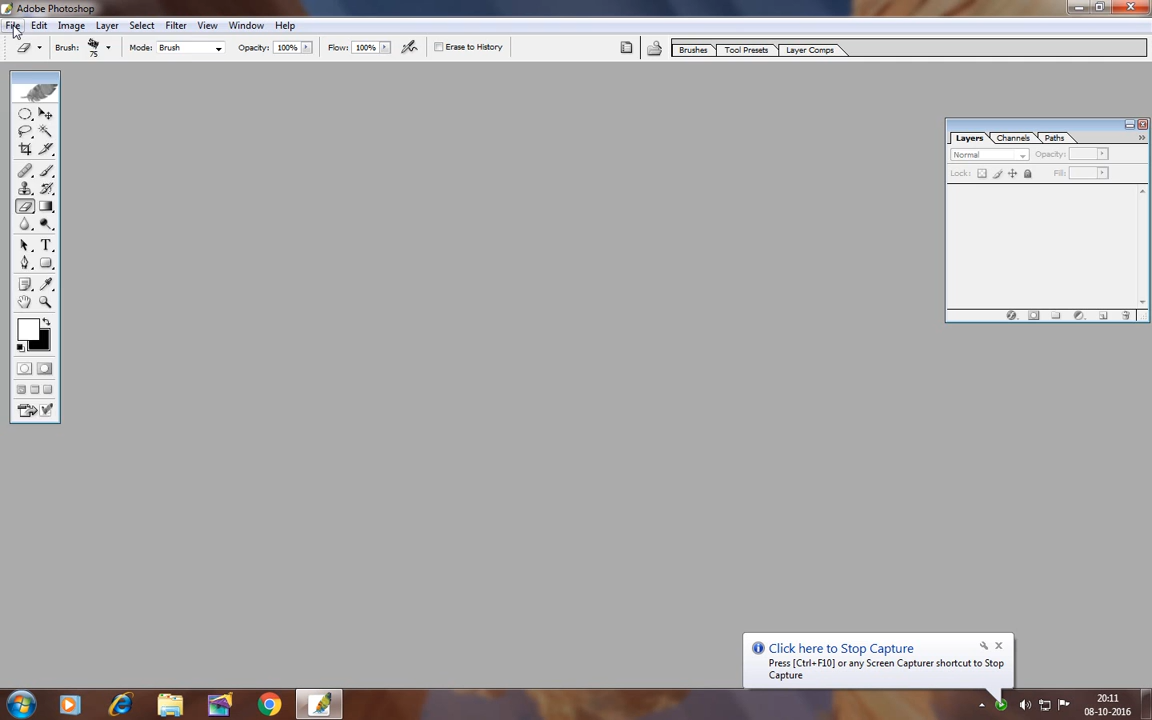 Adobe Photoshop
File Edit Image Layer Select Filter View Window Help
Brush: 75 Mode: Brush Opacity: 100% Flow: 100% Erase to History Brushes Tool Presets Layer Comps
Layers Channels Paths
Normal Opacity:
Lock: Fill:
T
Click here to Stop Capture
Press [Ctrl+F10] or any Screen Capturer shortcut to Stop
Capture
20:11
08-10-2016